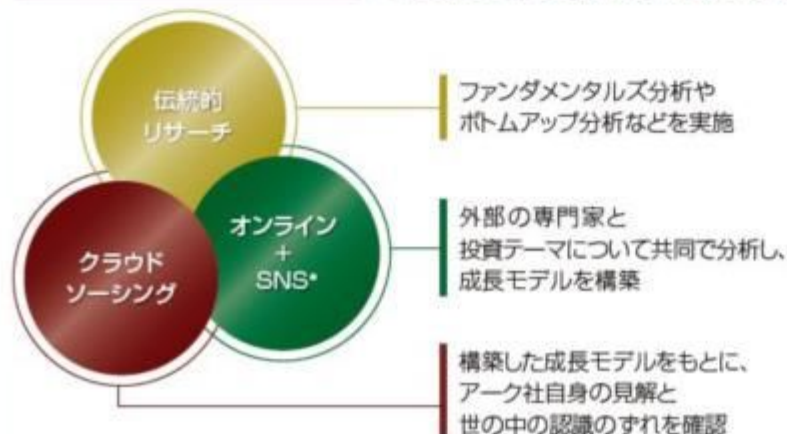 伝統的
リサーチ
ファンダメンタルズ分析や
ボトムアップ分析などを実施
オンライン
+
SNS*
外部の専門家と
投資テーマについて共同で分析し、
成長モデルを構築
クラウド
ソーシング
構築した成長モデルをもとに、
アーク社自身の見解と
世の中の認識のずれを確認